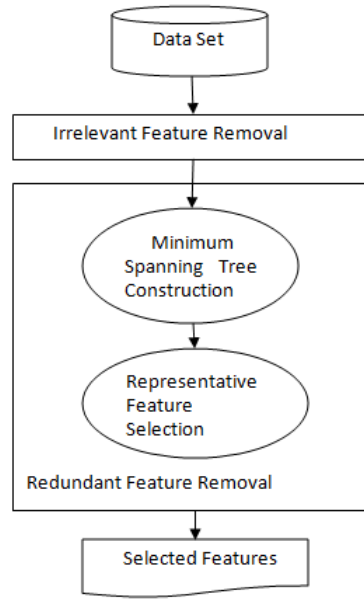 Data Set
Irrelevant Feature Removal
Minimum
Spanning Tree
Construction
Representative
Feature
Selection
Redundant Feature Removal
Selected Features